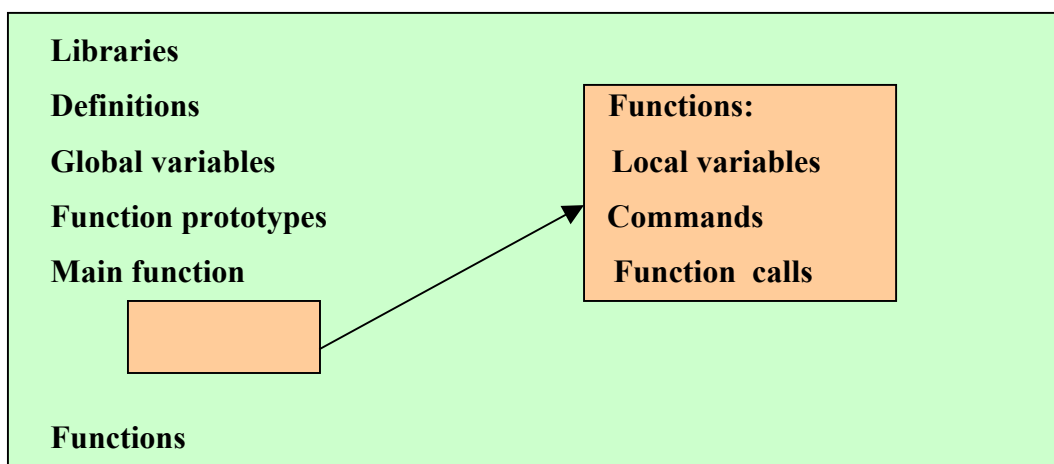 Libraries
Definitions
Global variables
Function prototypes
Main function
Functions:
Local variables
Commands
Function calls
Functions